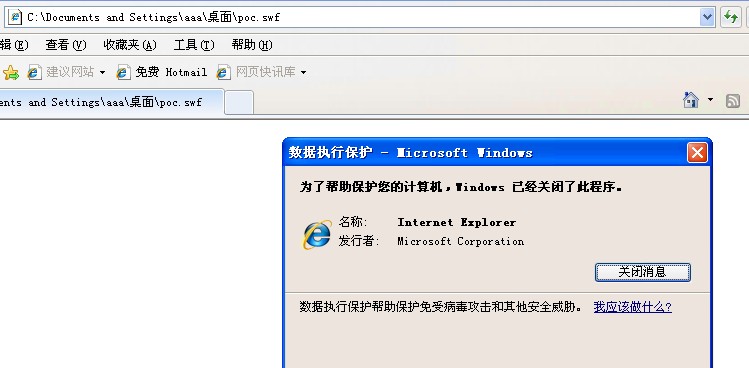 C:\Documents and Settings\aaa\桌面\poc.swf
辑(E) 查看(V) 收藏夹(A) 工具(T) 帮助(H)
建议网站 免费 Hotmail 网页快讯库
ents and Settings\aaa\桌面\poc.swf
数据执行保护 - Microsoft Windows
为了帮助保护您的计算机，Windows 已经关闭了此程序。
名称: Internet Explorer
发行者: Microsoft Corporation
关闭消息
数据执行保护帮助保护免受病毒攻击和其他安全威胁。 我应该做什么?